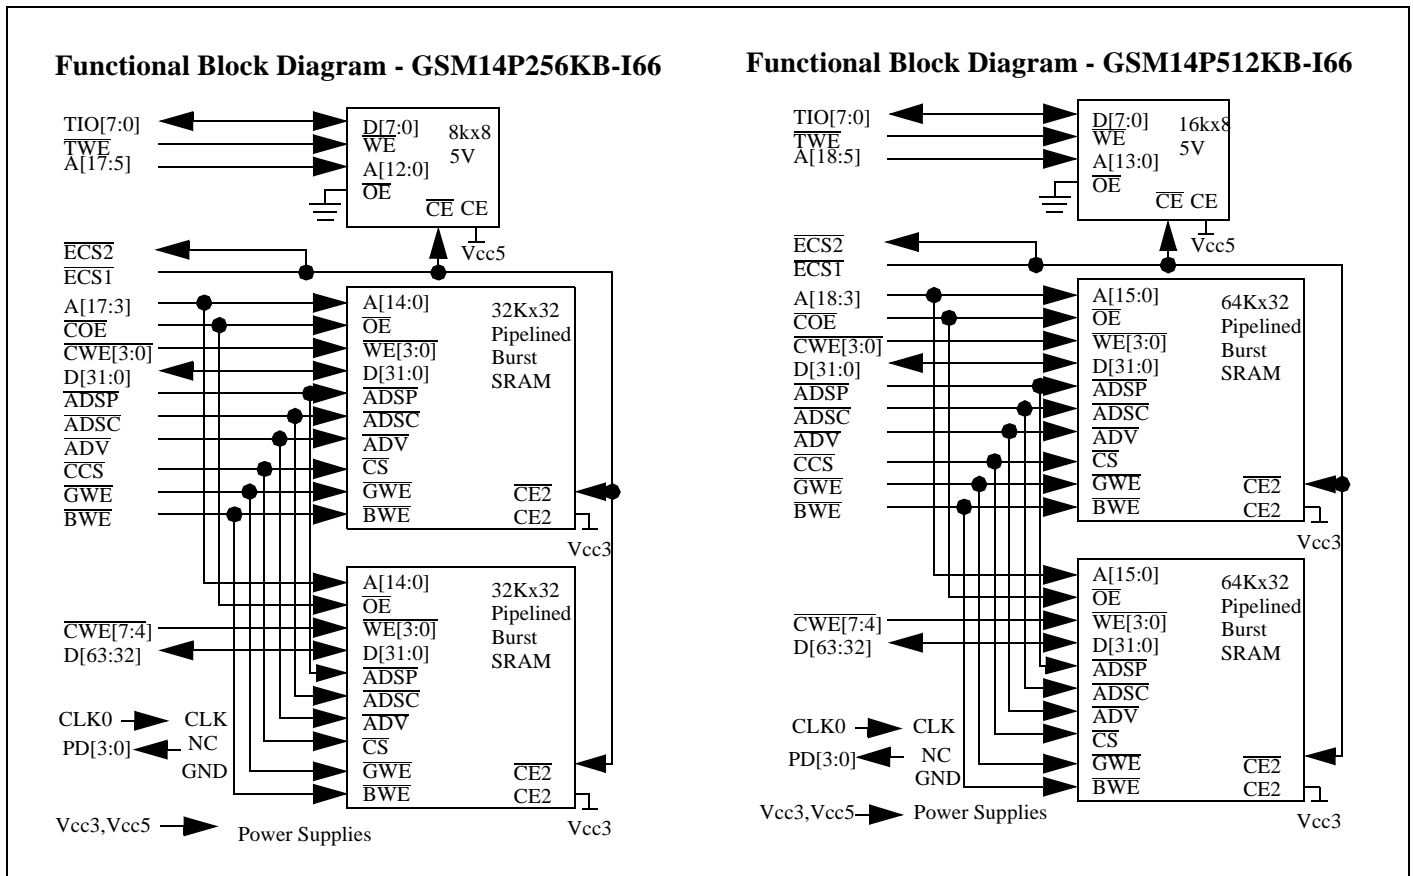 Functional Block Diagram - GSM14P256KB-I66
TIO[7:0]
TWE
A[17:5]
D[7:0]
WE
A[12:0]
OE
8kx8
5V
CE CE
Vcc5
ECS2
ECS1
A[17:3]
COE
CWE[3:0]
D[31:0]
ADSP
ADSC
ADV
CCS
GWE
BWE
A[14:0]
OE
WE[3:0]
D[31:0]
ADSP
ADSC
ADV
CS
GWE
BWE
32Kx32
Pipelined
Burst
SRAM
CE2
CE2
Vcc3
CWE[7:4]
D[63:32]
A[14:0]
OE
WE[3:0]
D[31:0]
ADSP
ADSC
ADV
CS
GWE
BWE
32Kx32
Pipelined
Burst
SRAM
CE2
CE2
Vcc3
CLK0 CLK
PD[3:0] NC
GND
Vcc3,Vcc5 Power Supplies
Functional Block Diagram - GSM14P512KB-I66
TIO[7:0]
TWE
A[18:5]
D[7:0]
WE
A[13:0]
OE
16kx8
5V
CE CE
Vcc5
ECS2
ECS1
A[18:3]
COE
CWE[3:0]
D[31:0]
ADSP
ADSC
ADV
CCS
GWE
BWE
A[15:0]
OE
WE[3:0]
D[31:0]
ADSP
ADSC
ADV
CS
GWE
BWE
64Kx32
Pipelined
Burst
SRAM
CE2
CE2
Vcc3
CWE[7:4]
D[63:32]
A[15:0]
OE
WE[3:0]
D[31:0]
ADSP
ADSC
ADV
CS
GWE
BWE
64Kx32
Pipelined
Burst
SRAM
CE2
CE2
Vcc3
CLK0 CLK
PD[3:0] NC
GND
Vcc3,Vcc5 Power Supplies